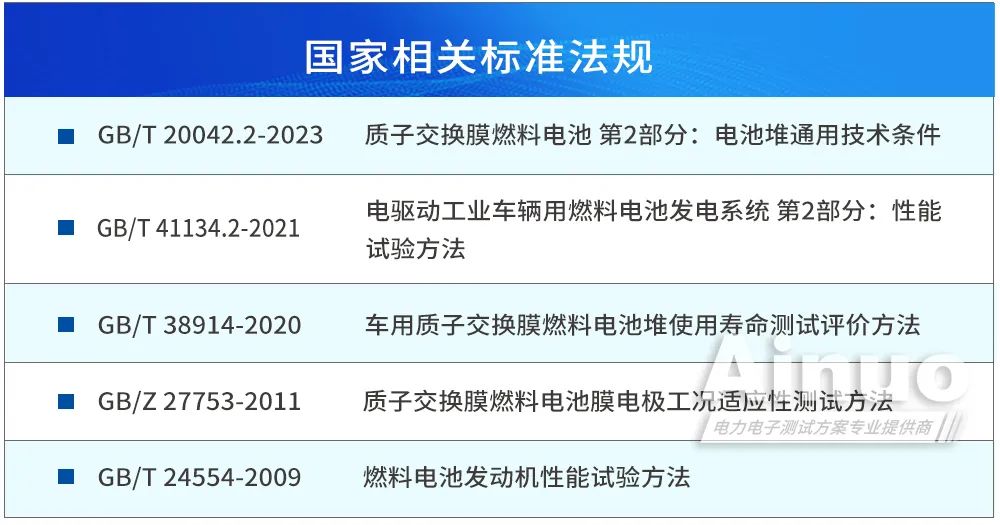 国家相关标准法规
GB/T 20042.2-2023 质子交换膜燃料电池 第2部分：电池堆通用技术条件
GB/T 41134.2-2021 电驱动工业车辆用燃料电池发电系统 第2部分：性能
试验方法
GB/T 38914-2020 车用质子交换膜燃料电池堆使用寿命测试评价方法
Ainuo
GB/Z 27753-2011 质子交换膜燃料电池膜电极工况适应性测试方法
电力电子测试方案专业提供商
GB/T 24554-2009 燃料电池发动机性能试验方法